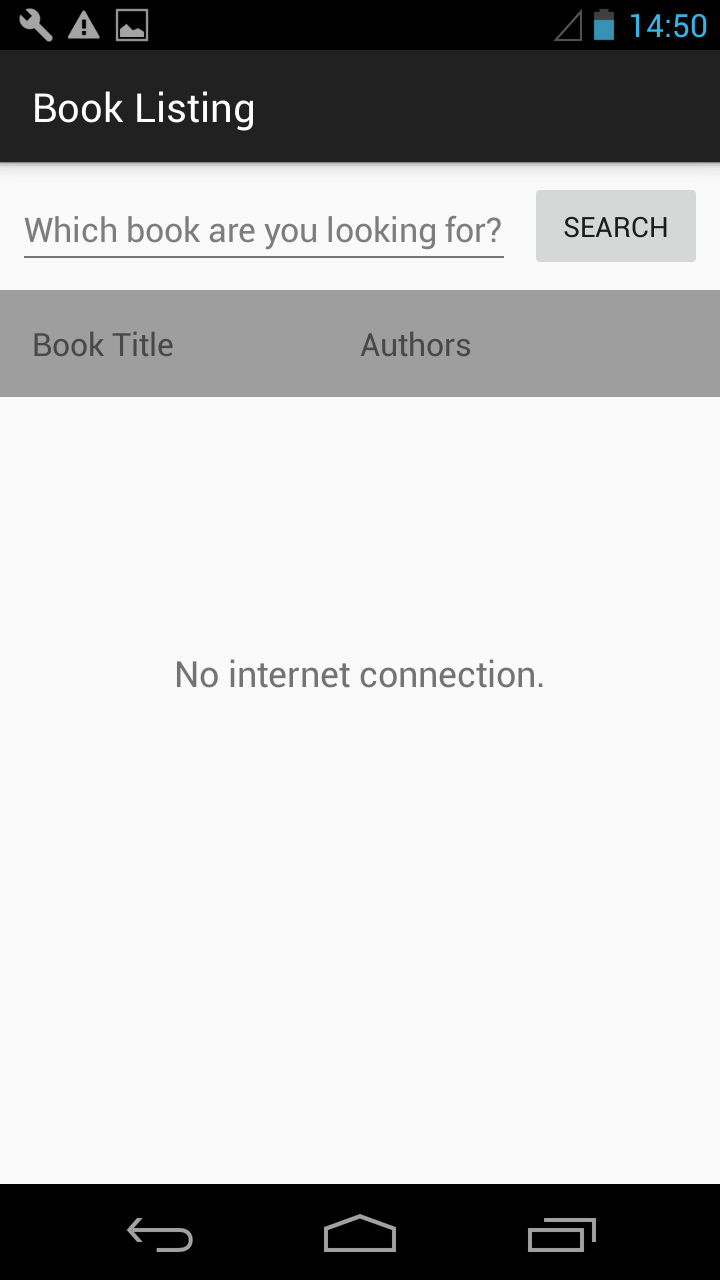 14:50
Book Listing
Which book are you looking for?
SEARCH
Book Title
Authors
No internet connection.